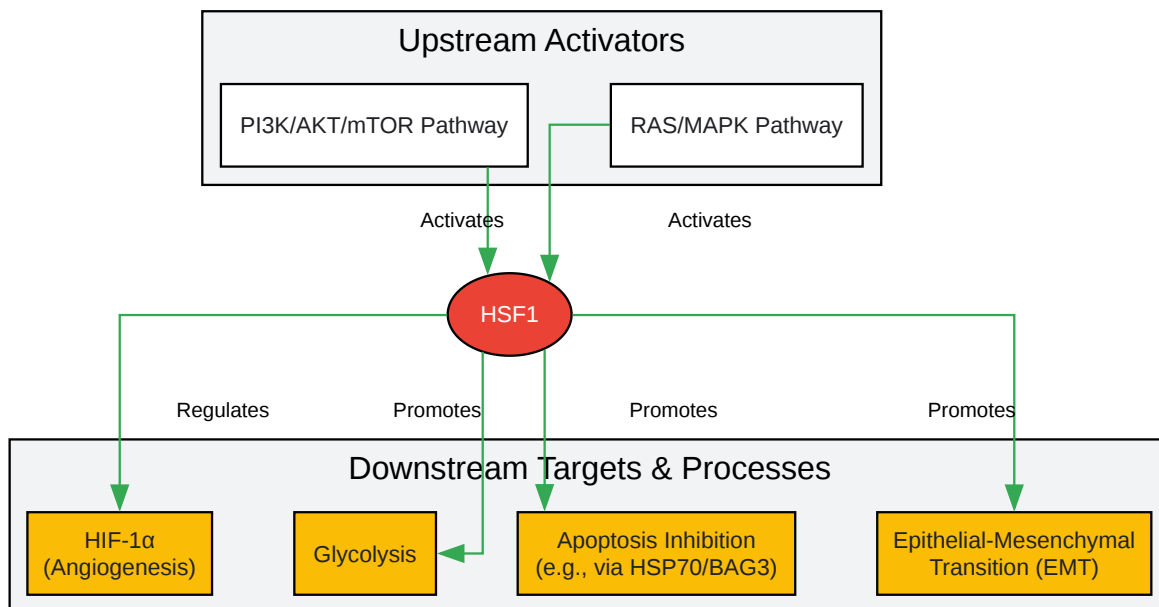 Upstream Activators
PI3K/AKT/mTOR Pathway
RAS/MAPK Pathway
Activates
Activates
HSF1
Regulates
Promotes
Promotes
Promotes
Downstream Targets & Processes
HIF-1α
(Angiogenesis)
Glycolysis
Apoptosis Inhibition
(e.g., via HSP70/BAG3)
Epithelial-Mesenchymal
Transition (EMT)